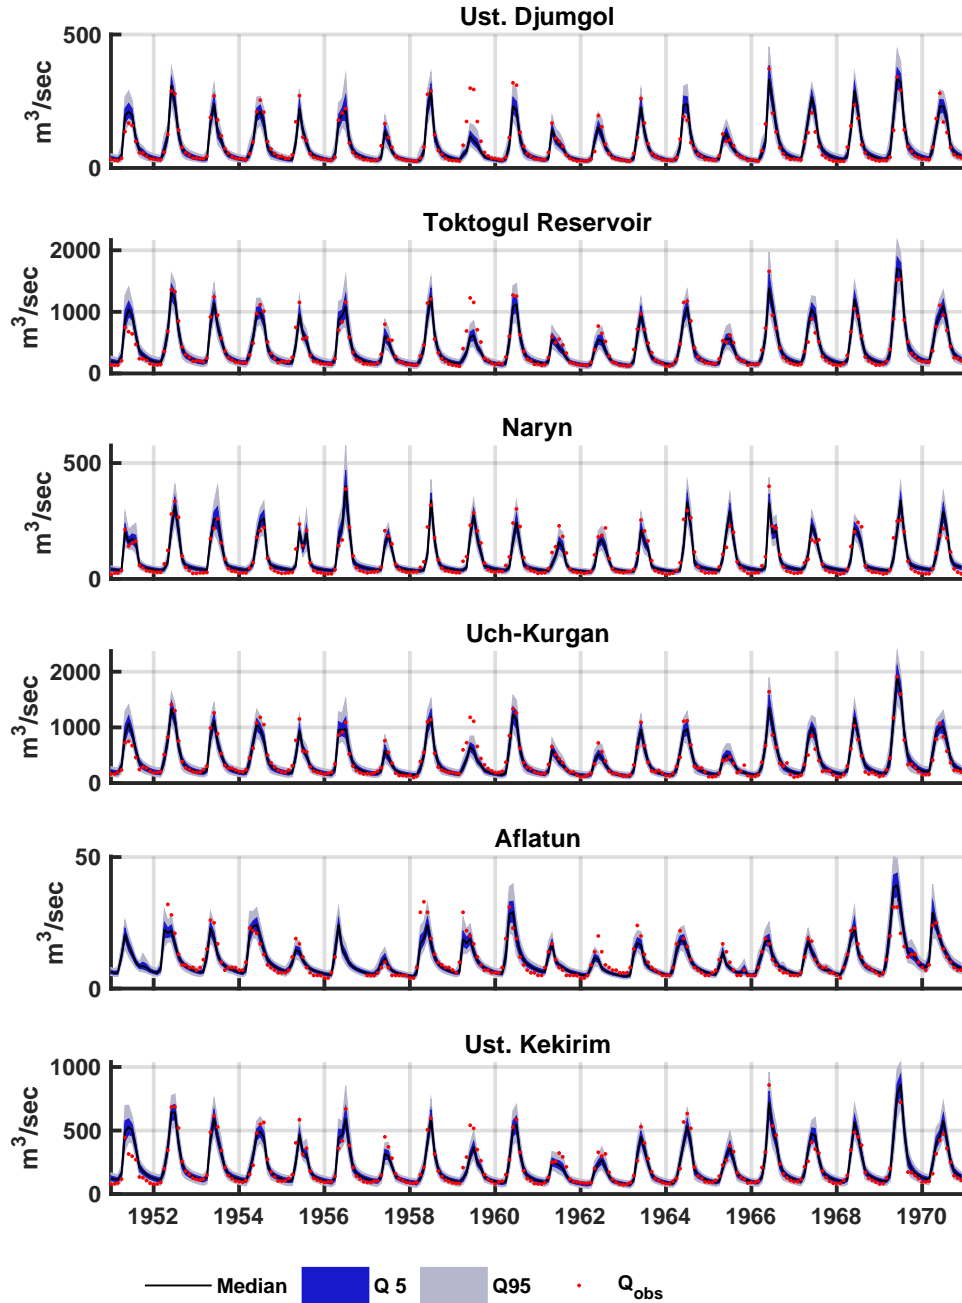 Ust. Djumgol
500
0
m³/sec
Toktogul Reservoir
2000
1000
0
m³/sec
Naryn
500
0
m³/sec
Uch-Kurgan
2000
1000
0
m³/sec
Aflatun
50
0
m³/sec
Ust. Kekirim
1000
500
0
m³/sec
1952 1954 1956 1958 1960 1962 1964 1966 1968 1970
Median Q 5 Q95 Qobs